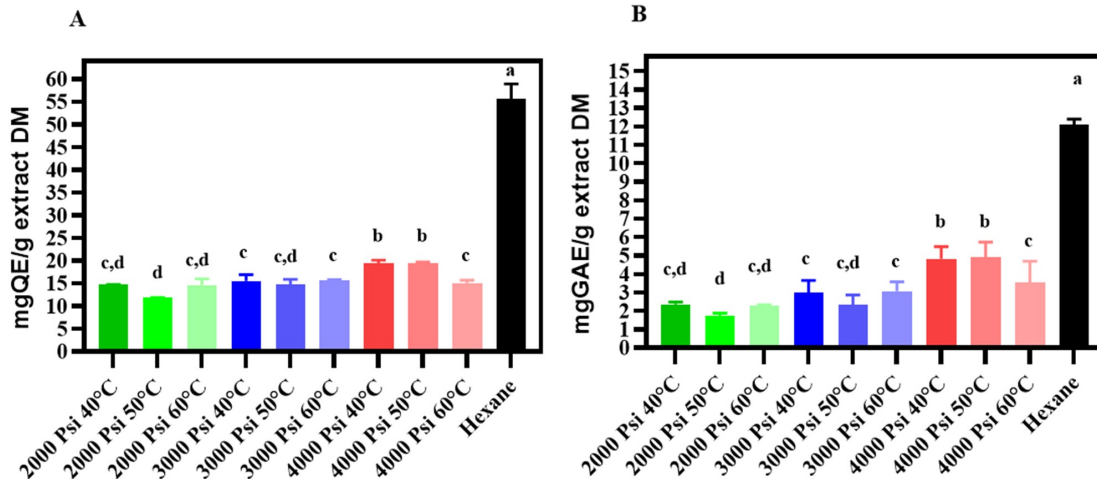 A
mgQE/g extract DM
60
55
50
45
40
35
30
25
20
15
10
5
0
c,d
d
c,d
c
c,d
c
b
b
c
a
2000 Psi 40°C
2000 Psi 50°C
2000 Psi 60°C
3000 Psi 40°C
3000 Psi 50°C
3000 Psi 60°C
4000 Psi 40°C
4000 Psi 50°C
4000 Psi 60°C
Hexane
B
mgGAE/g extract DM
15
14
13
12
11
10
9
8
7
6
5
4
3
2
1
0
c,d
d
c,d
c
c,d
c
b
b
c
a
2000 Psi 40°C
2000 Psi 50°C
2000 Psi 60°C
3000 Psi 40°C
3000 Psi 50°C
3000 Psi 60°C
4000 Psi 40°C
4000 Psi 50°C
4000 Psi 60°C
Hexane